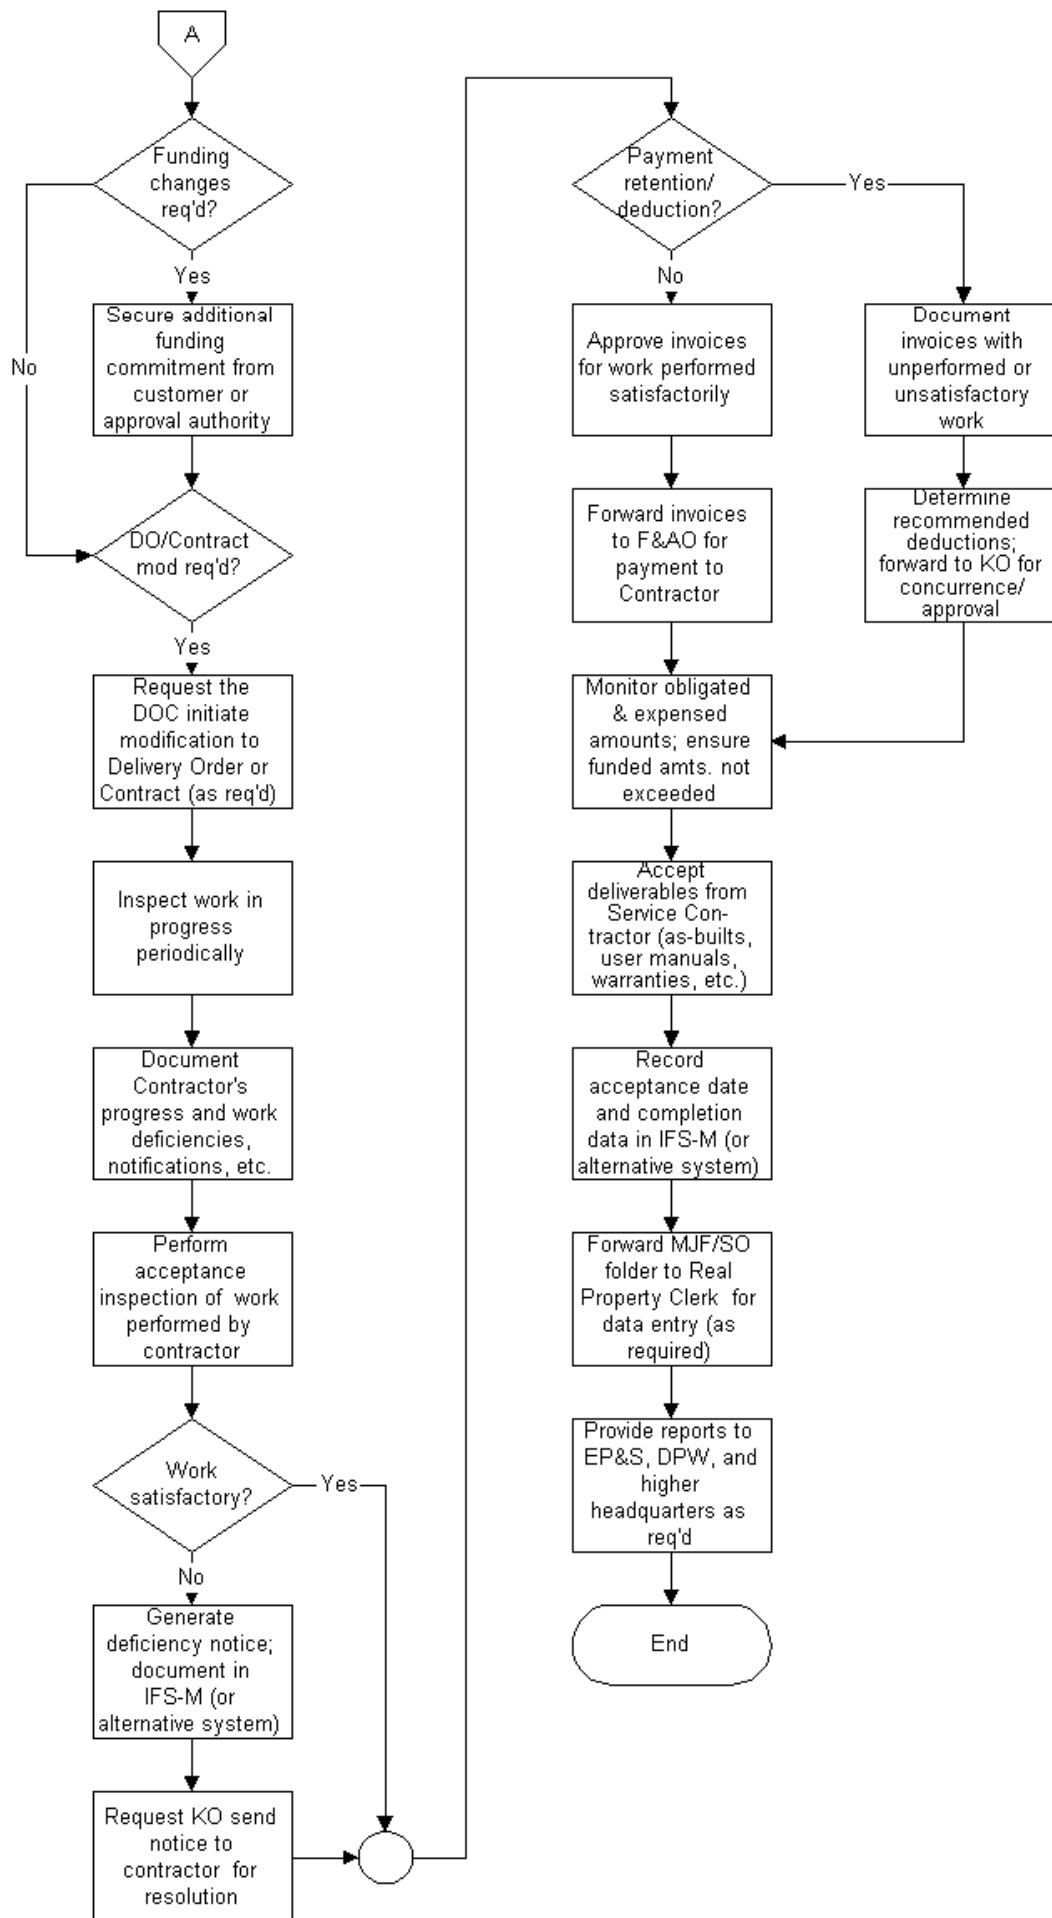 A
Funding
changes
req'd?
Yes
No
Secure additional
funding
commitment from
customer or
approval authority
DO/Contract
mod req'd?
Yes
Request the
DOC initiate
modification to
Delivery Order or
Contract (as req'd)
Inspect work in
progress
periodically
Document
Contractor's
progress and work
deficiencies,
notifications, etc.
Perform
acceptance
inspection of work
performed by
contractor
Work
satisfactory?
Yes
No
Generate
deficiency notice;
document in
IFS-M (or
alternative system)
Request KO send
notice to
contractor for
resolution
Payment
retention/
deduction?
Yes
No
Approve invoices
for work performed
satisfactorily
Document
invoices with
unperformed or
unsatisfactory
work
Forward invoices
to F&AO for
payment to
Contractor
Determine
recommended
deductions;
forward to KO for
concurrence/
approval
Monitor obligated
& expensed
amounts; ensure
funded amts. not
exceeded
Accept
deliverables from
Service Con-
tractor (as-builts,
user manuals,
warranties, etc.)
Record
acceptance date
and completion
data in IFS-M (or
alternative system)
Forward MJF/SO
folder to Real
Property Clerk for
data entry (as
required)
Provide reports to
EP&S, DPW, and
higher
headquarters as
req'd
End